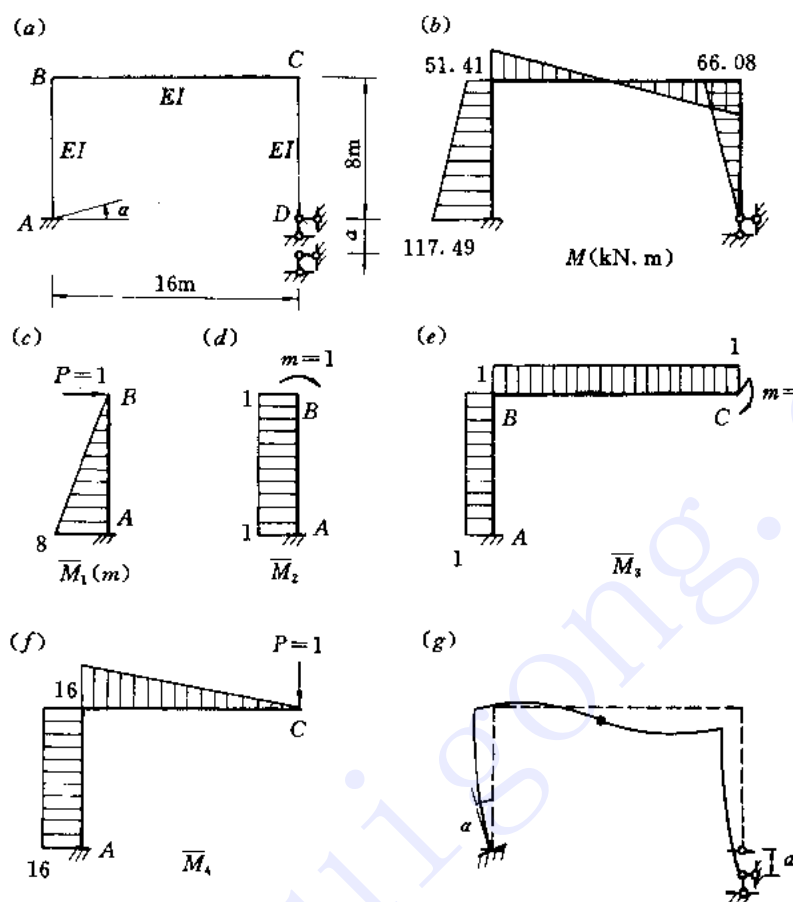 (a)
C
B
EI
EI
EI
8m
A
α
D
a
16m
(b)
51.41
66.08
117.49
M(kN.m)
(c)
P=1
B
A
8
M̅₁(m)
(d)
m=1
1
B
1
A
M̅₂
(e)
1
1
B
C
m=
A
1
M̅₃
(f)
P=1
16
C
A
16
M̅₄
(g)
α